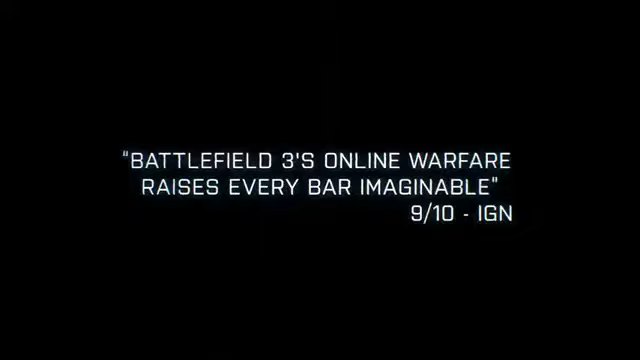 "BATTLEFIELD 3'S ONLINE WARFARE
RAISES EVERY BAR IMAGINABLE"
9/10 - IGN